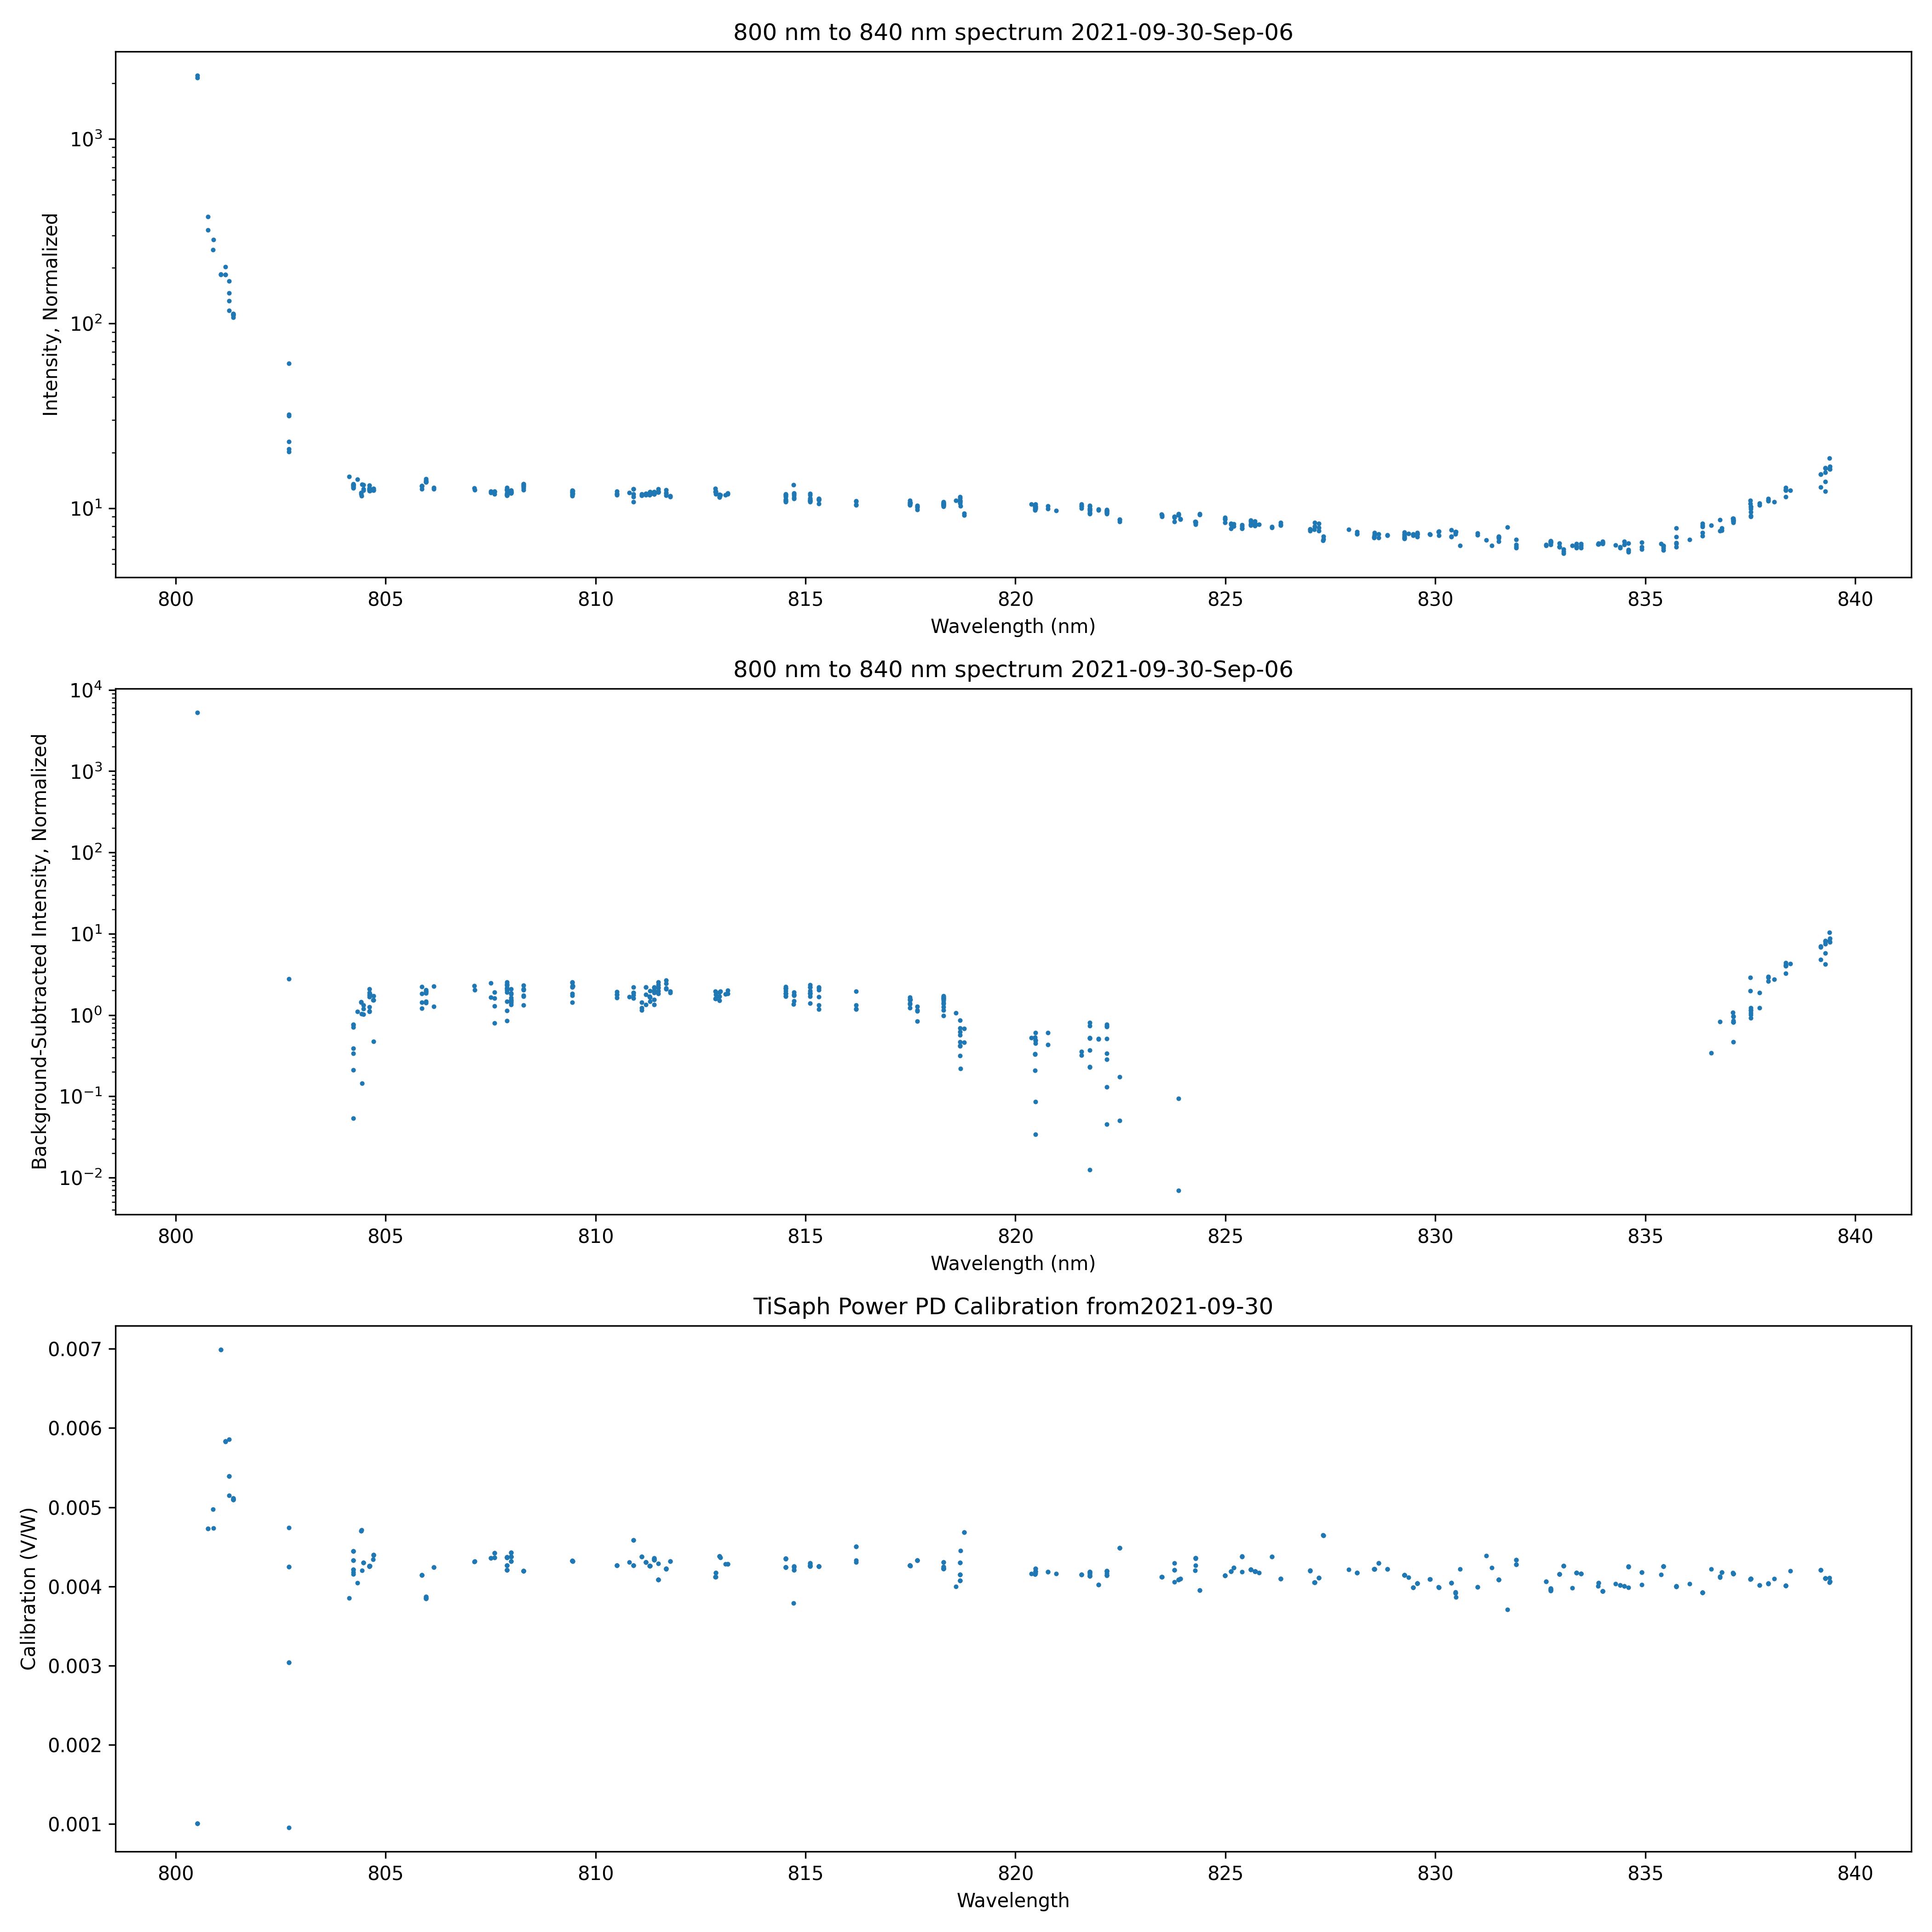 800 nm to 840 nm spectrum 2021-09-30-Sep-06
Intensity, Normalized
10³
10²
10¹
800 805 810 815 820 825 830 835 840
Wavelength (nm)
800 nm to 840 nm spectrum 2021-09-30-Sep-06
Background-Subtracted Intensity, Normalized
10⁴
10³
10²
10¹
10⁰
10⁻¹
10⁻²
800 805 810 815 820 825 830 835 840
Wavelength (nm)
TiSaph Power PD Calibration from2021-09-30
Calibration (V/W)
0.007
0.006
0.005
0.004
0.003
0.002
0.001
800 805 810 815 820 825 830 835 840
Wavelength